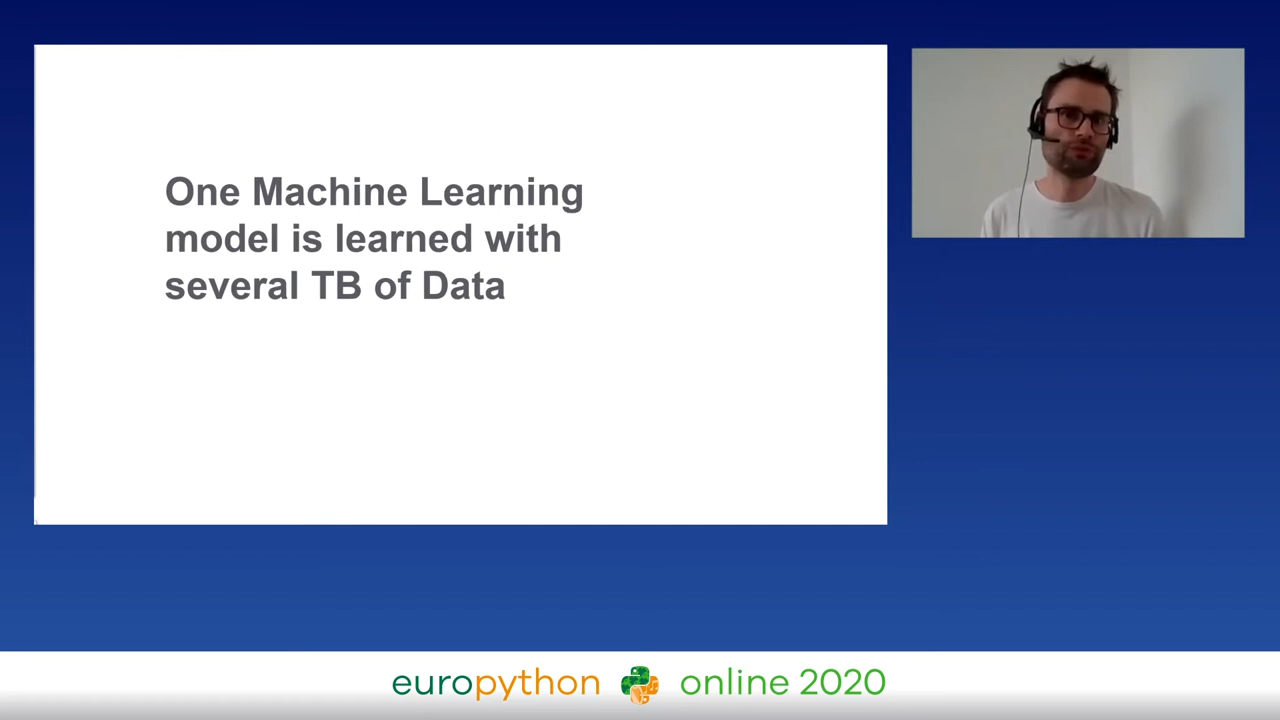 One Machine Learning
model is learned with
several TB of Data
europython online 2020